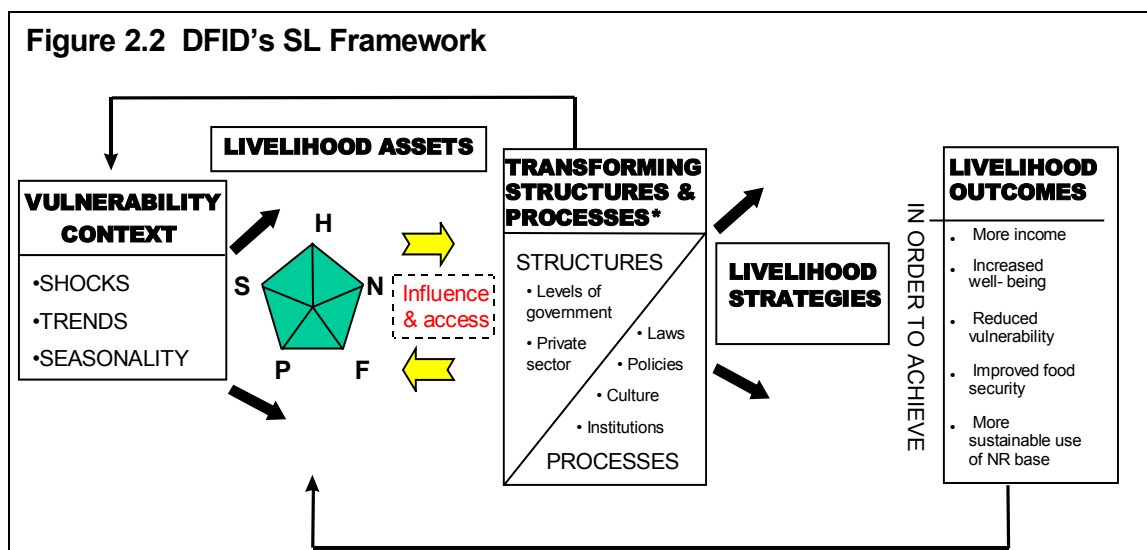 Figure 2.2 DFID's SL Framework
LIVELIHOOD ASSETS
VULNERABILITY
CONTEXT
•SHOCKS
•TRENDS
•SEASONALITY
H
S
N
P
F
Influence
& access
TRANSFORMING
STRUCTURES &
PROCESSES*
STRUCTURES
• Levels of
government
• Private
sector
• Laws
• Policies
• Culture
• Institutions
PROCESSES
LIVELIHOOD
STRATEGIES
IN ORDER TO ACHIEVE
LIVELIHOOD
OUTCOMES
• More income
• Increased
well- being
• Reduced
vulnerability
• Improved food
security
• More
sustainable use
of NR base